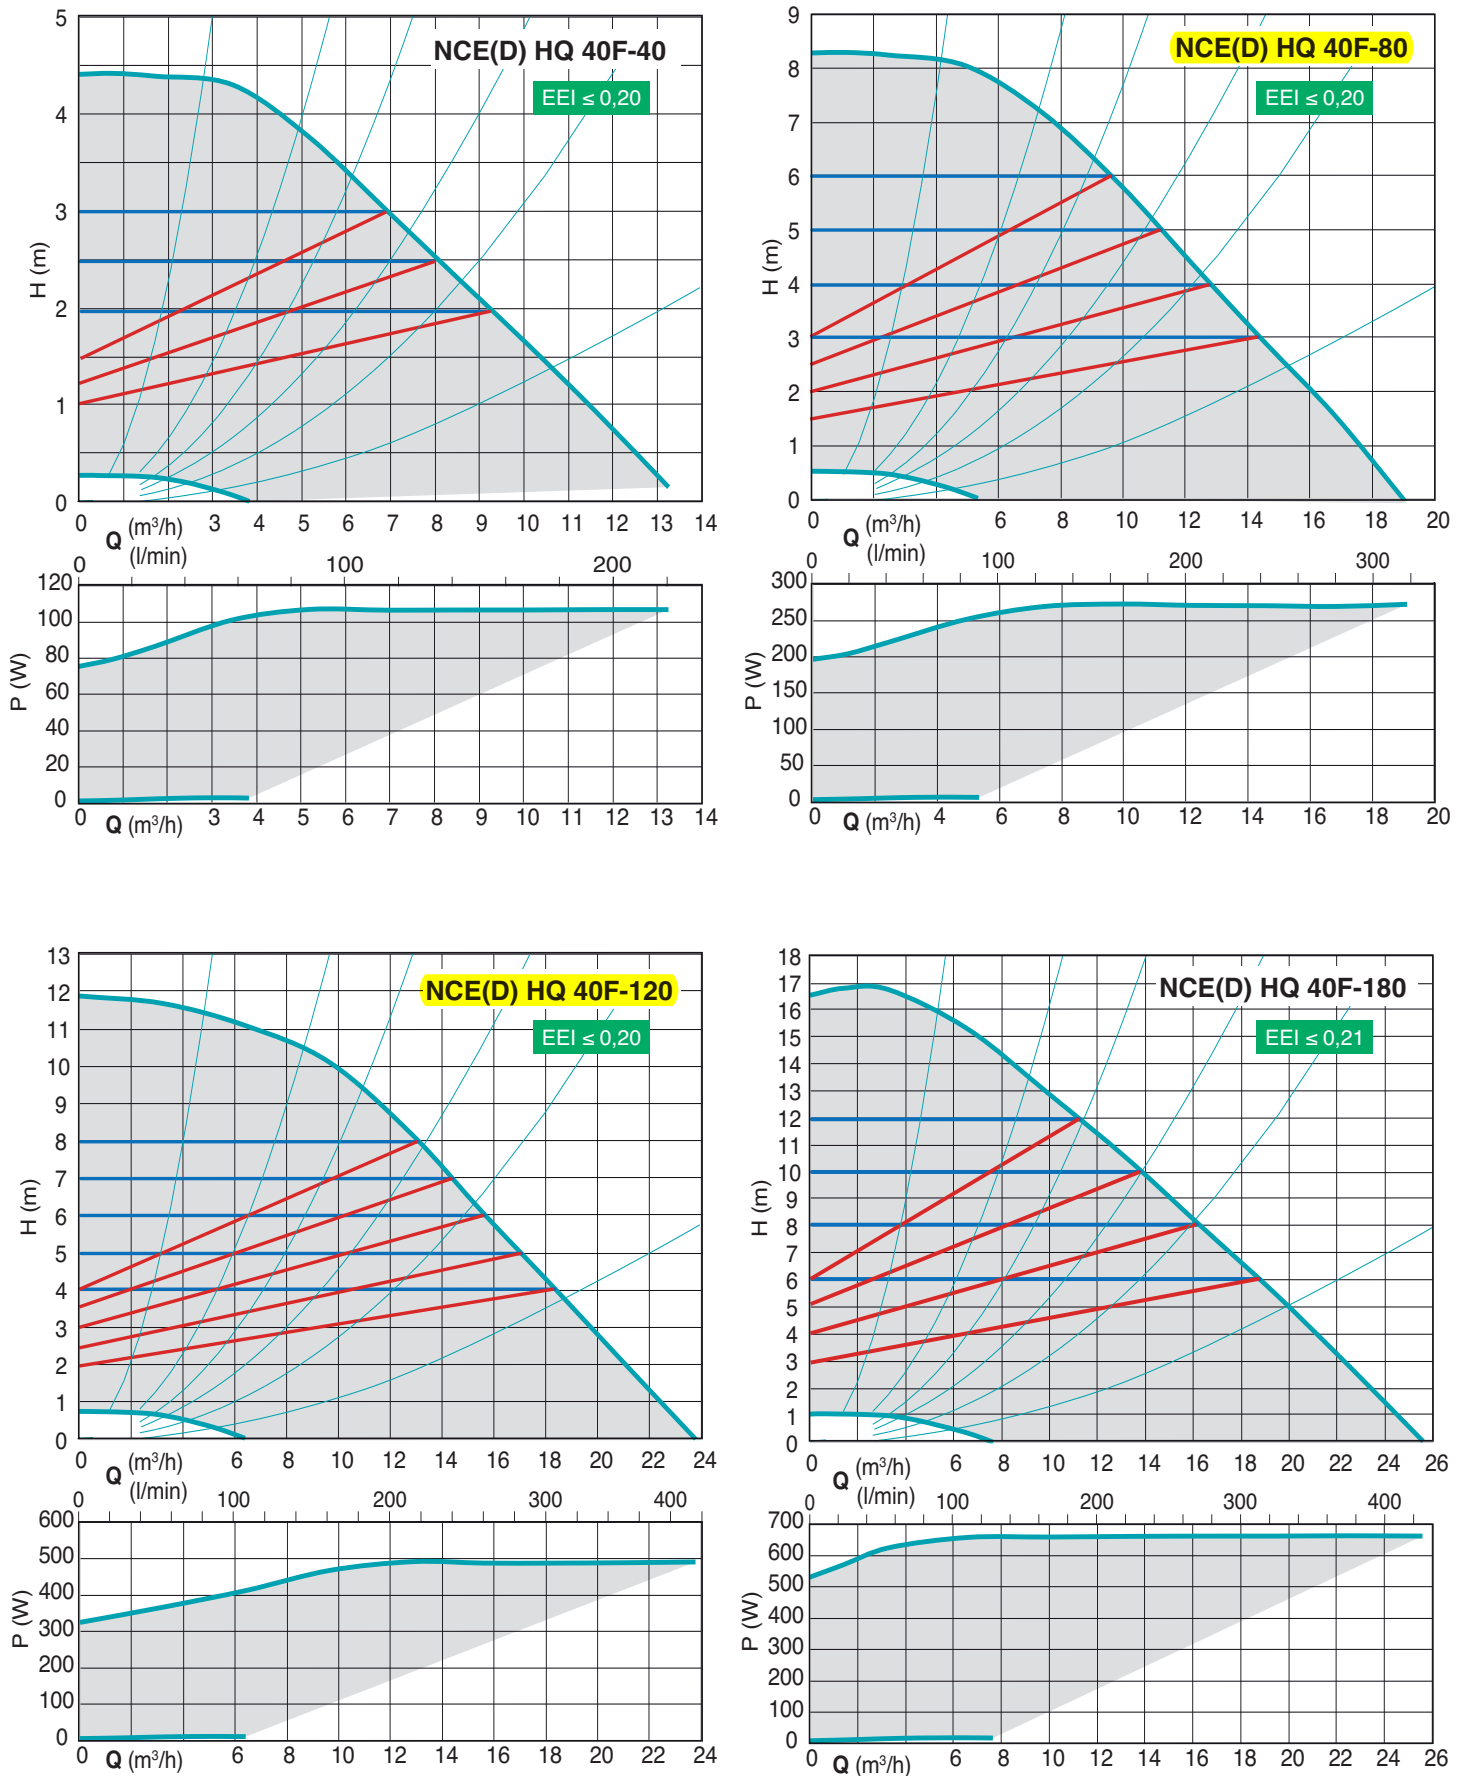 NCE(D) HQ 40F-40
EEI ≤ 0,20
H (m)
5
4
3
2
1
0
0 3 4 5 6 7 8 9 10 11 12 13 14
Q (m³/h)
(l/min)
0 100 200
P (W)
120
100
80
60
40
20
0
0 Q (m³/h) 3 4 5 6 7 8 9 10 11 12 13 14
NCE(D) HQ 40F-80
EEI ≤ 0,20
H (m)
9
8
7
6
5
4
3
2
1
0
0 6 8 10 12 14 16 18 20
Q (m³/h)
(l/min)
0 100 200 300
P (W)
300
250
200
150
100
50
0
0 Q (m³/h) 4 6 8 10 12 14 16 18 20
NCE(D) HQ 40F-120
EEI ≤ 0,20
H (m)
13
12
11
10
9
8
7
6
5
4
3
2
1
0
0 6 8 10 12 14 16 18 20 22 24
Q (m³/h)
(l/min)
0 100 200 300 400
P (W)
600
500
400
300
200
100
0
0 Q (m³/h) 6 8 10 12 14 16 18 20 22 24
NCE(D) HQ 40F-180
EEI ≤ 0,21
H (m)
18
17
16
15
14
13
12
11
10
9
8
7
6
5
4
3
2
1
0
0 6 8 10 12 14 16 18 20 22 24 26
Q (m³/h)
(l/min)
0 100 200 300 400
P (W)
700
600
500
400
300
200
100
0
0 Q (m³/h) 6 8 10 12 14 16 18 20 22 24 26